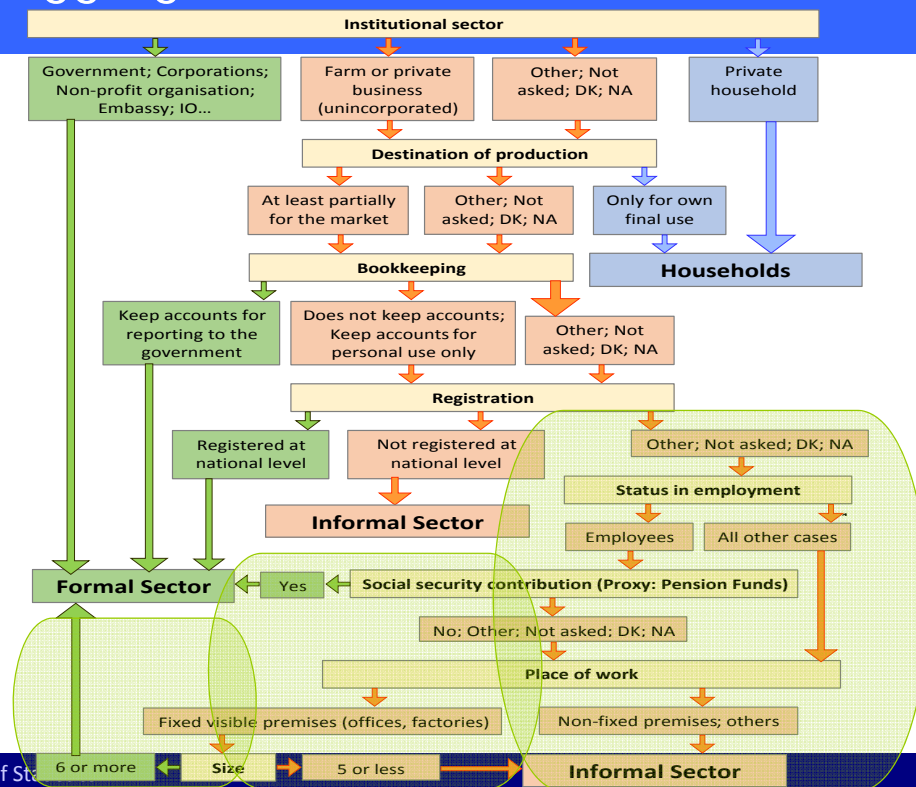 Institutional sector
Government; Corporations;
Non-profit organisation;
Embassy; IO...
Farm or private
business
(unincorporated)
Other; Not
asked; DK; NA
Private
household
Destination of production
At least partially
for the market
Other; Not
asked; DK; NA
Only for own
final use
Households
Bookkeeping
Keep accounts for
reporting to the
government
Does not keep accounts;
Keep accounts for
personal use only
Other; Not
asked; DK; NA
Registration
Registered at
national level
Not registered at
national level
Other; Not asked; DK; NA
Informal Sector
Status in employment
Employees
All other cases
Formal Sector
Yes
Social security contribution (Proxy: Pension Funds)
No; Other; Not asked; DK; NA
Place of work
Fixed visible premises (offices, factories)
Non-fixed premises; others
6 or more
Size
5 or less
Informal Sector